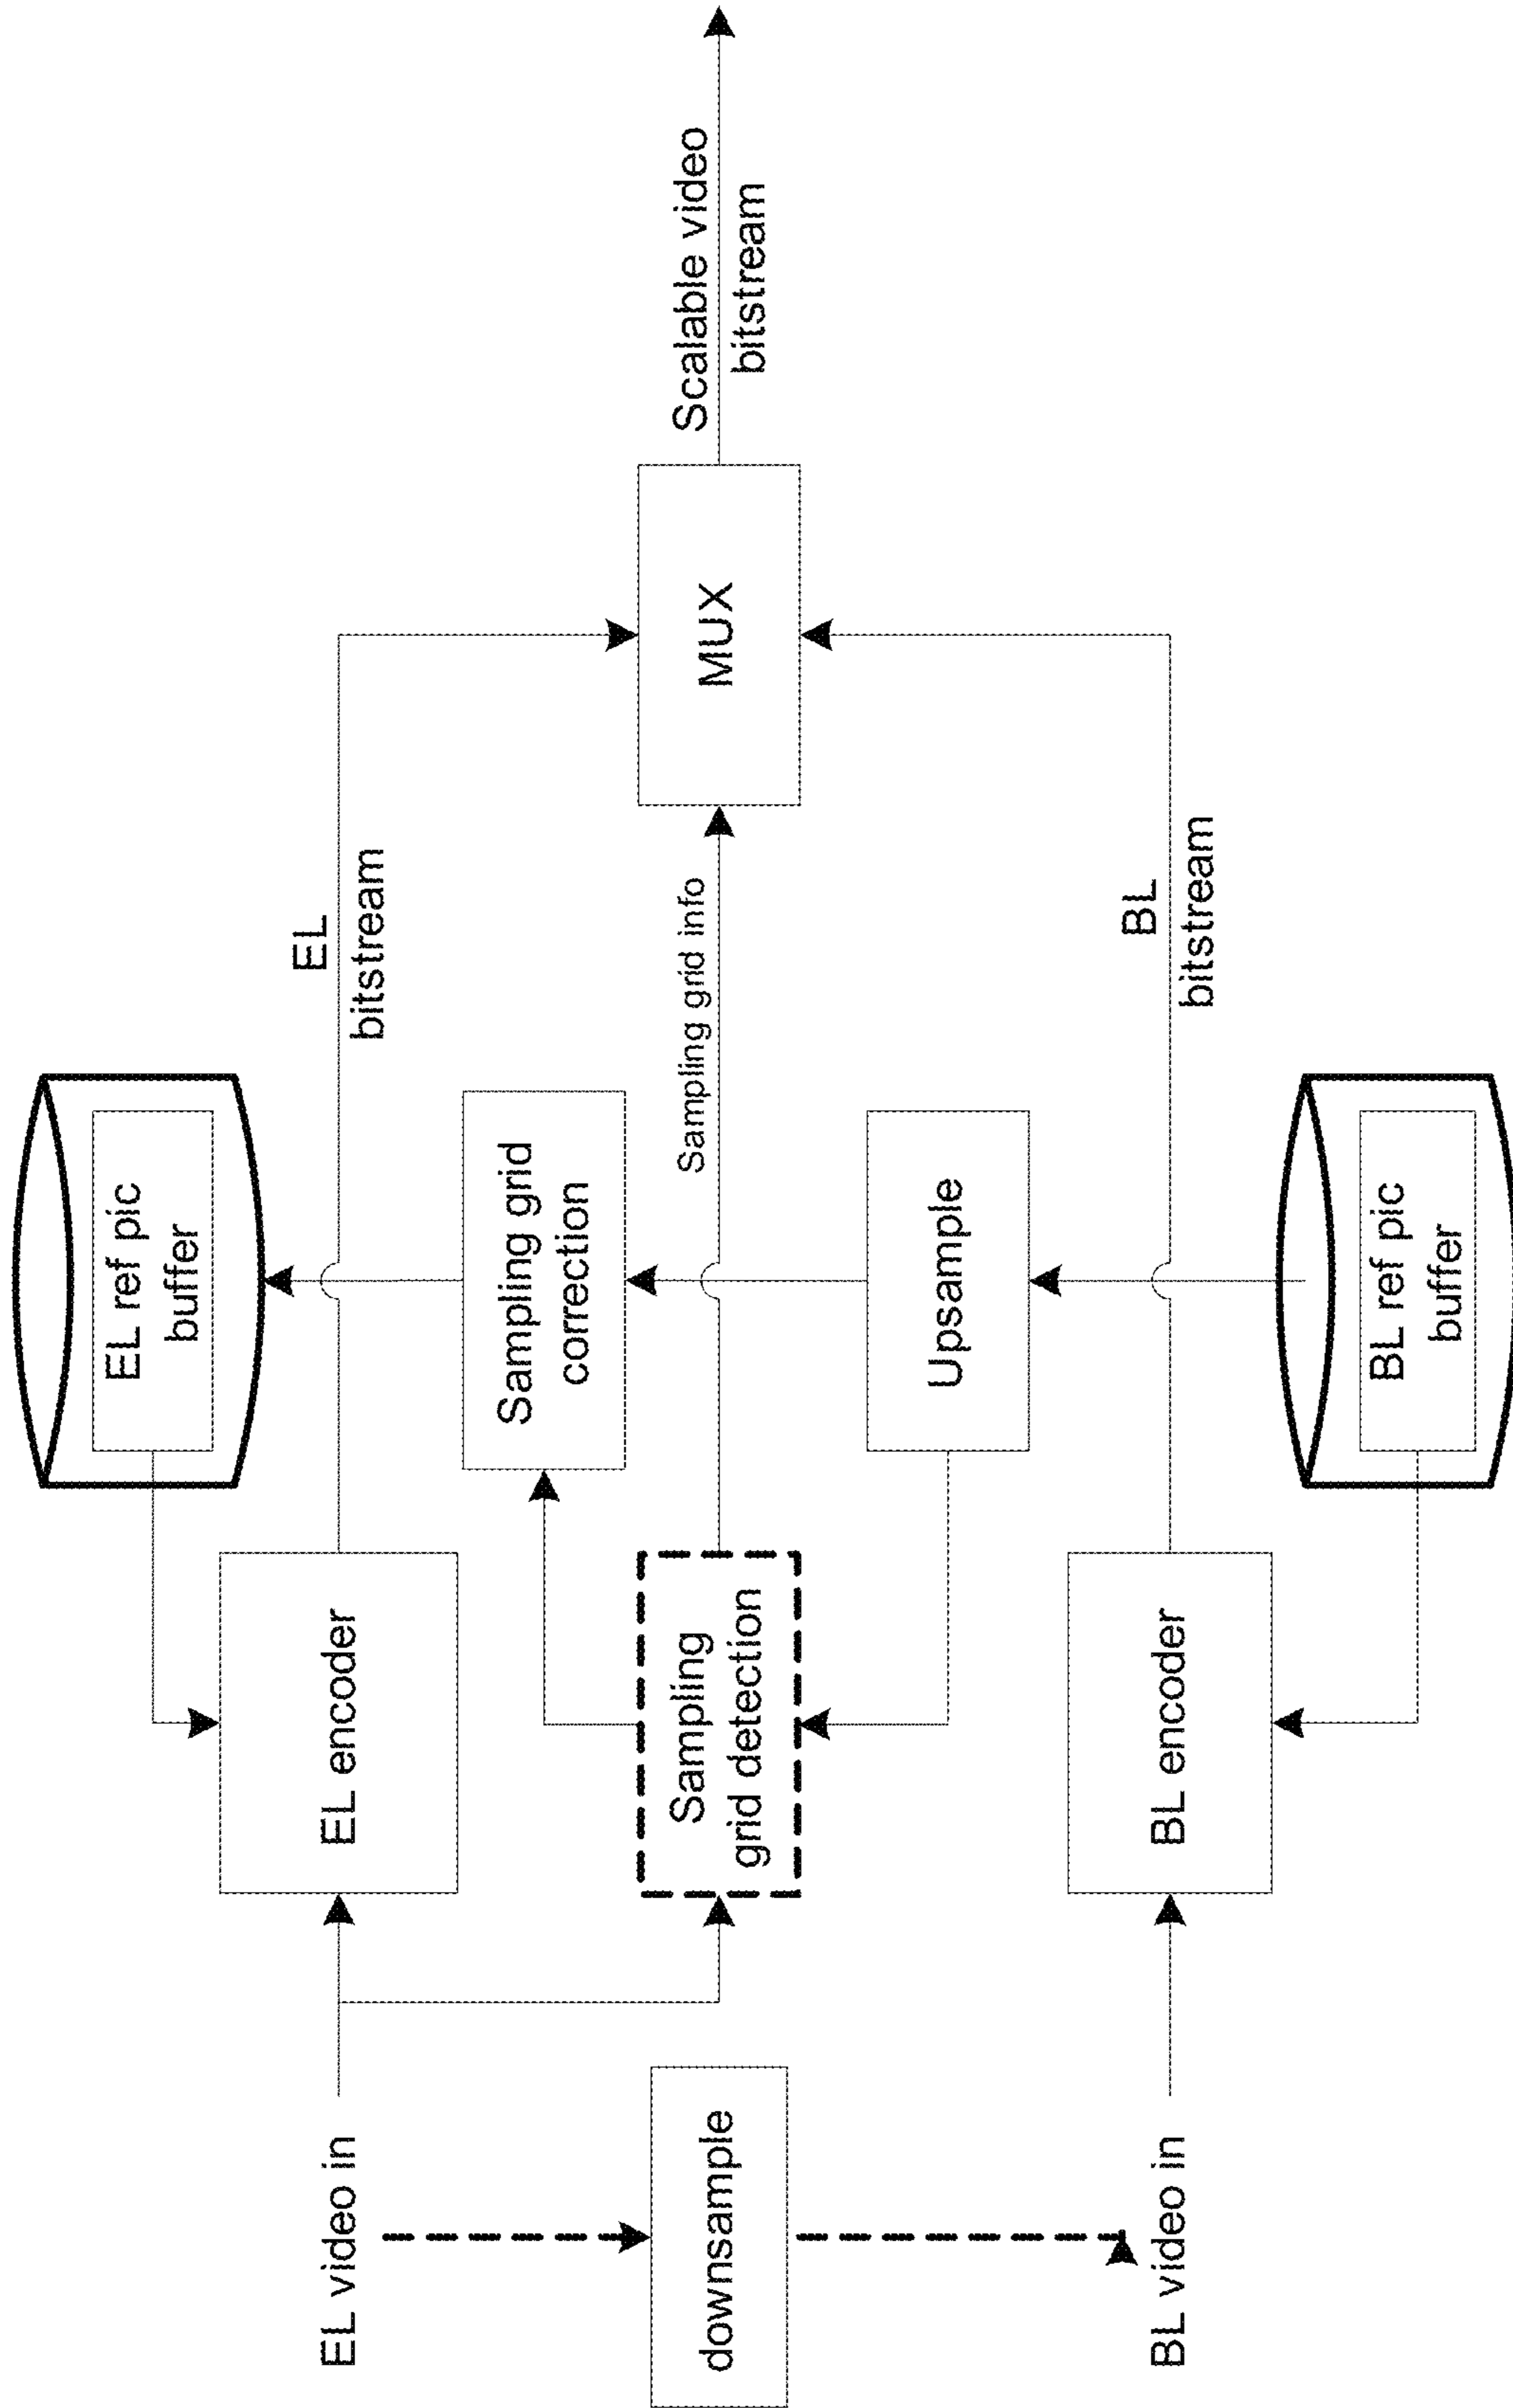 EL video in
downsample
BL video in
EL encoder
Sampling
grid detection
BL encoder
EL ref pic
buffer
Sampling grid
correction
Upsample
BL ref pic
buffer
EL
bitstream
Sampling grid info
BL
bitstream
MUX
Scalable video
bitstream